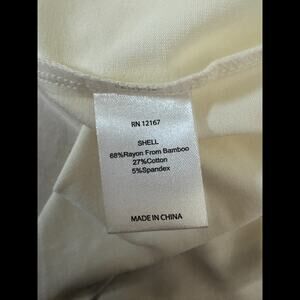 RN 12167
SHELL
68%Rayon From Bamboo
27%Cotton
5%Spandex
MADE IN CHINA